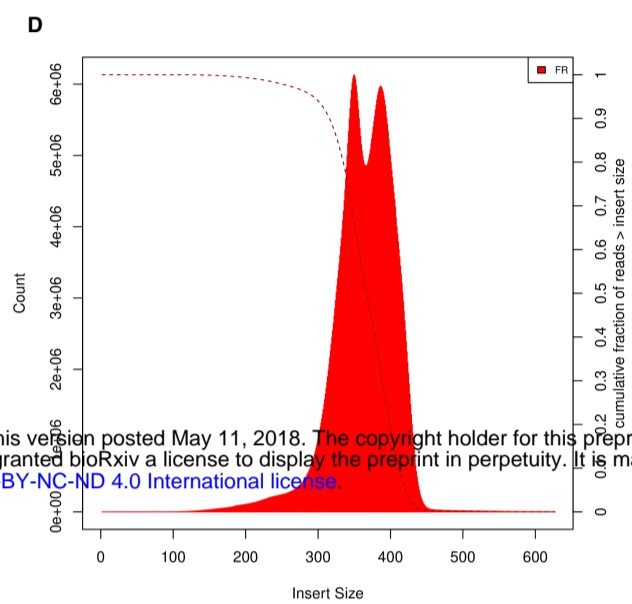 D
FR
Count
0e+00
2e+06
3e+06
4e+06
5e+06
6e+06
cumulative fraction of reads > insert size
0
0.2
0.3
0.4
0.5
0.6
0.7
0.8
0.9
1
his version posted May 11, 2018. The copyright holder for this prepr
granted bioRxiv a license to display the preprint in perpetuity. It is ma
-BY-NC-ND 4.0 International license.
0 100 200 300 400 500 600
Insert Size